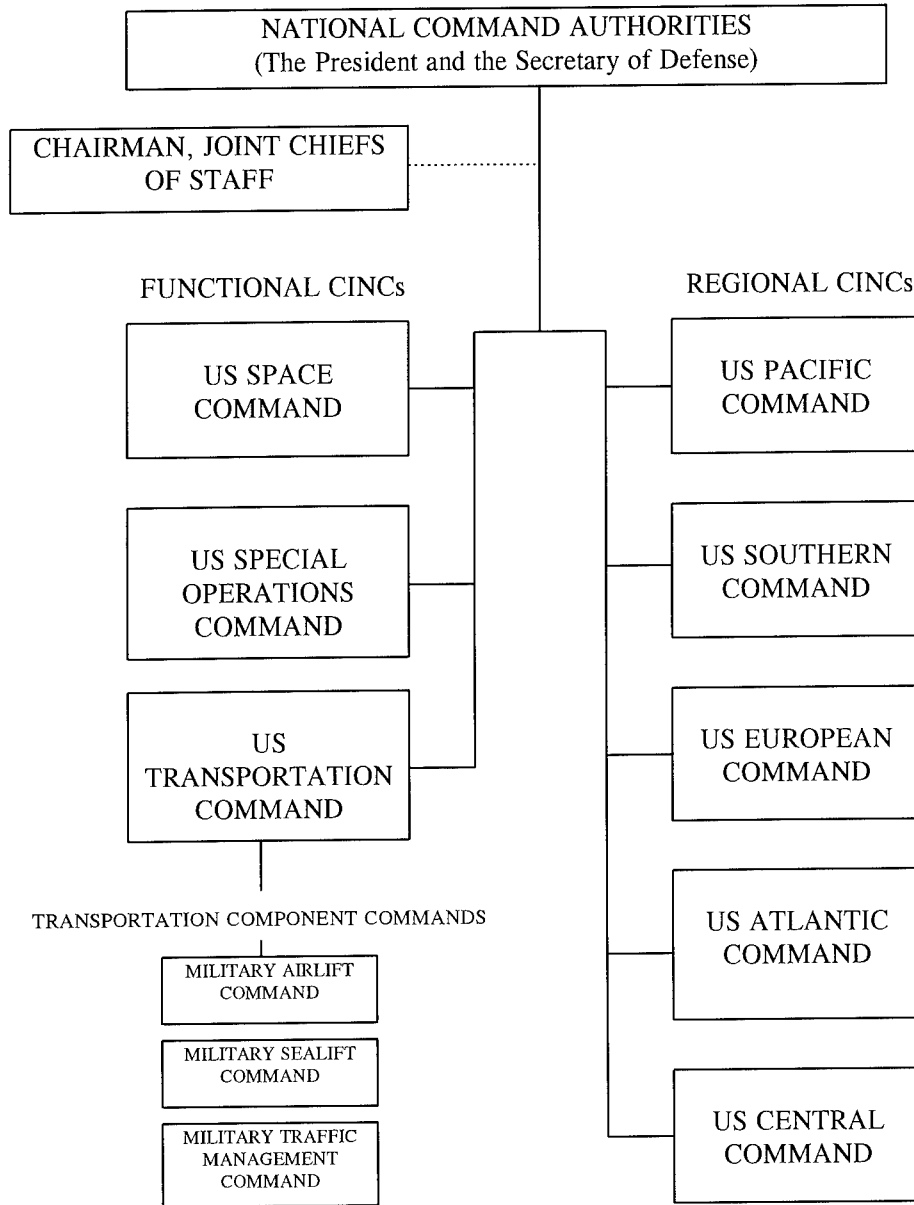 NATIONAL COMMAND AUTHORITIES
(The President and the Secretary of Defense)
CHAIRMAN, JOINT CHIEFS
OF STAFF
FUNCTIONAL CINCs
US SPACE
COMMAND
US SPECIAL
OPERATIONS
COMMAND
US
TRANSPORTATION
COMMAND
TRANSPORTATION COMPONENT COMMANDS
MILITARY AIRLIFT
COMMAND
MILITARY SEALIFT
COMMAND
MILITARY TRAFFIC
MANAGEMENT
COMMAND
REGIONAL CINCs
US PACIFIC
COMMAND
US SOUTHERN
COMMAND
US EUROPEAN
COMMAND
US ATLANTIC
COMMAND
US CENTRAL
COMMAND